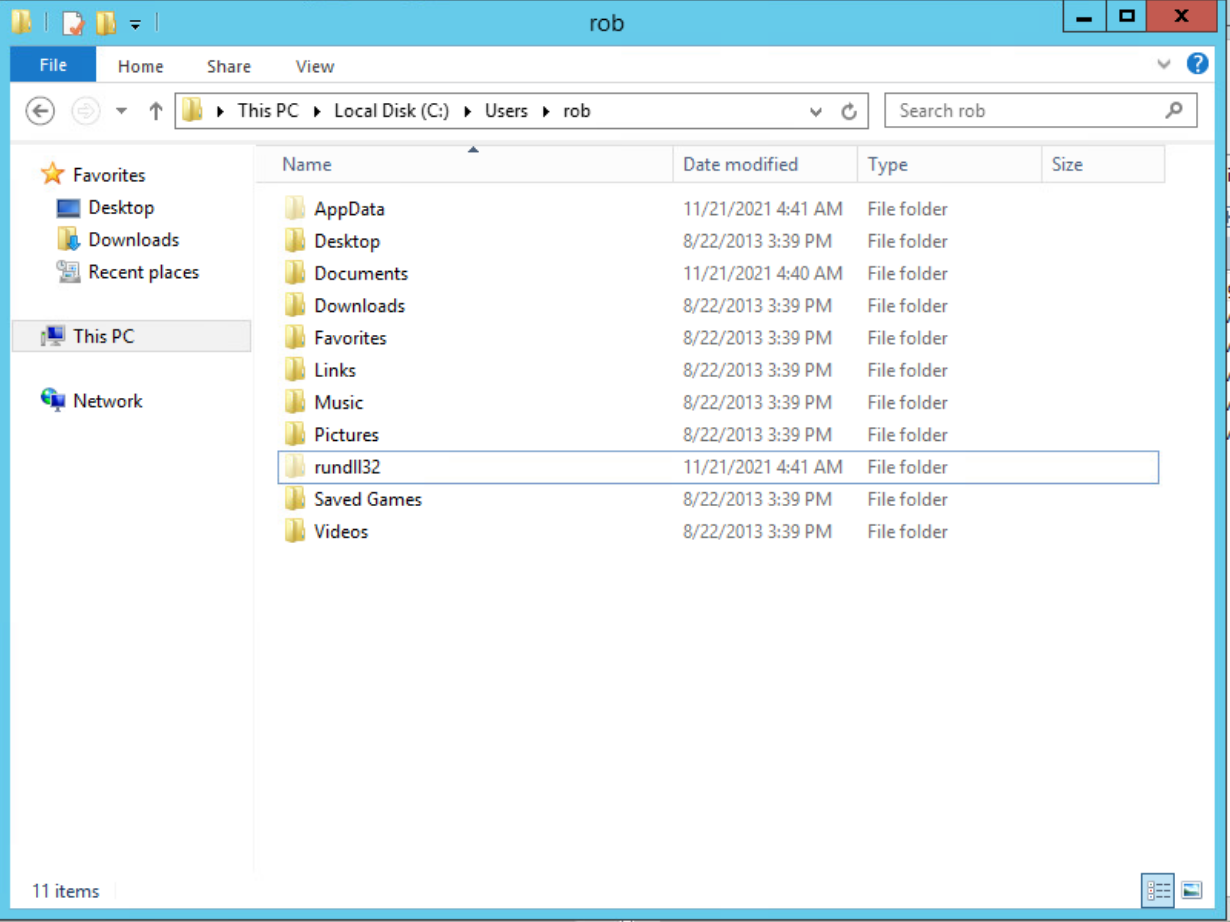 rob
File Home Share View
This PC Local Disk (C:) Users rob
Search rob
Favorites
Desktop
Downloads
Recent places
This PC
Network
Name Date modified Type Size
AppData 11/21/2021 4:41 AM File folder
Desktop 8/22/2013 3:39 PM File folder
Documents 11/21/2021 4:40 AM File folder
Downloads 8/22/2013 3:39 PM File folder
Favorites 8/22/2013 3:39 PM File folder
Links 8/22/2013 3:39 PM File folder
Music 8/22/2013 3:39 PM File folder
Pictures 8/22/2013 3:39 PM File folder
rundll32 11/21/2021 4:41 AM File folder
Saved Games 8/22/2013 3:39 PM File folder
Videos 8/22/2013 3:39 PM File folder
11 items